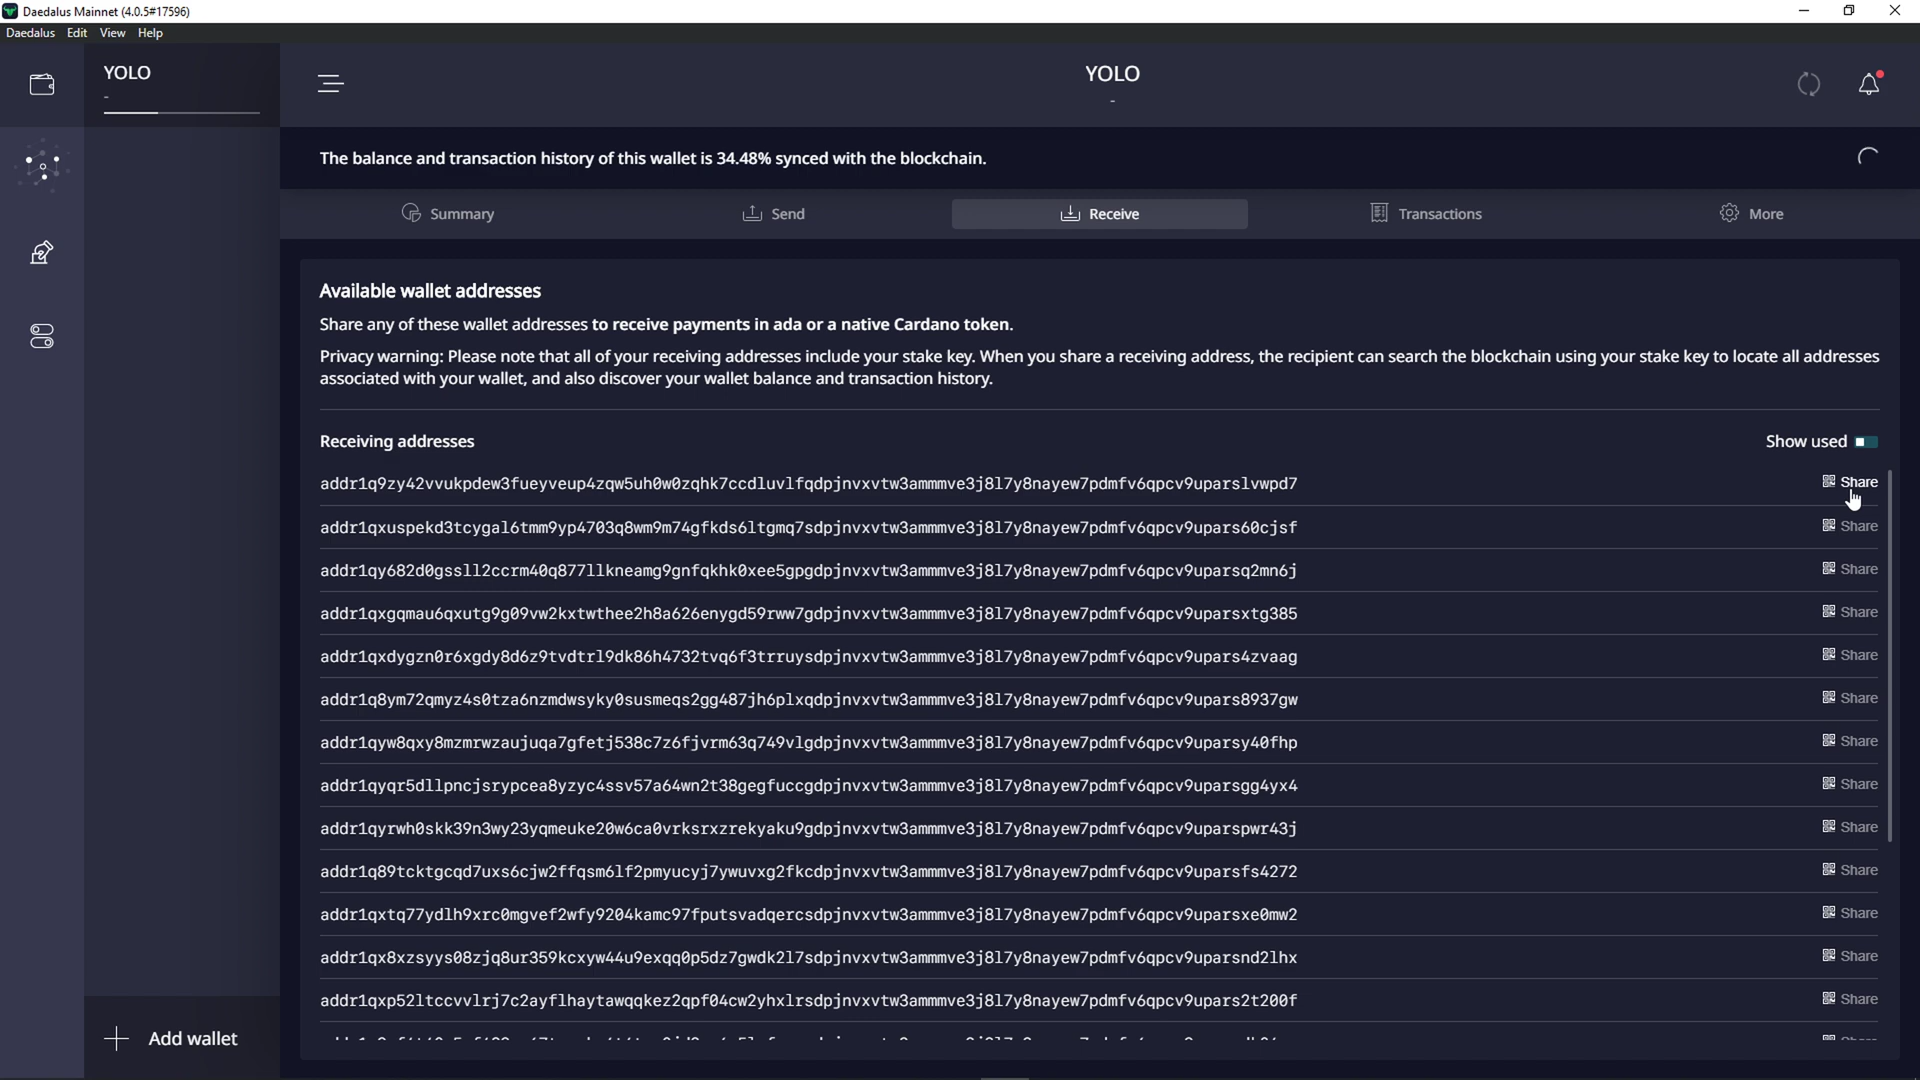 Daedalus Mainnet (4.0.5#17596)
Daedalus Edit View Help
YOLO
-
YOLO
-
The balance and transaction history of this wallet is 34.48% synced with the blockchain.
Summary Send Receive Transactions More
Available wallet addresses
Share any of these wallet addresses to receive payments in ada or a native Cardano token.
Privacy warning: Please note that all of your receiving addresses include your stake key. When you share a receiving address, the recipient can search the blockchain using your stake key to locate all addresses
associated with your wallet, and also discover your wallet balance and transaction history.
Receiving addresses Show used
addr1q9zy42vvukpdew3fueyveup4zqw5uh0w0zqhk7ccdluvlfqdpjnvxvtw3ammmve3j8l7y8nayew7pdmfv6qpcv9uparslvwpd7 Share
addr1qxuspekd3tcygal6tmm9yp4703q8wm9m74gfkds6ltgmq7sdpjnvxvtw3ammmve3j8l7y8nayew7pdmfv6qpcv9upars60cjsf Share
addr1qy682d0gssll2ccrm40q877llkneamg9gnfqkhk0xee5gpgdpjnvxvtw3ammmve3j8l7y8nayew7pdmfv6qpcv9uparsq2mn6j Share
addr1qxgqmau6qxutg9g09vw2kxtwthee2h8a626enygd59rww7gdpjnvxvtw3ammmve3j8l7y8nayew7pdmfv6qpcv9uparsxtg385 Share
addr1qxdygzn0r6xgdy8d6z9tvdtrl9dk86h4732tvq6f3trruysdpjnvxvtw3ammmve3j8l7y8nayew7pdmfv6qpcv9upars4zvaag Share
addr1q8ym72qmyz4s0tza6nzmdwsyky0susmeqs2gg487jh6plxqdpjnvxvtw3ammmve3j8l7y8nayew7pdmfv6qpcv9upars8937gw Share
addr1qyw8qxy8mzmrwzaujuqa7gfetj538c7z6fjvrm63q749vlgdpjnvxvtw3ammmve3j8l7y8nayew7pdmfv6qpcv9uparsy40fhp Share
addr1qyqr5dllpncjsrypcea8yzyc4ssv57a64wn2t38gegfuccgdpjnvxvtw3ammmve3j8l7y8nayew7pdmfv6qpcv9uparsgg4yx4 Share
addr1qyrwh0skk39n3wy23yqmeuke20w6ca0vrksrxzrekyaku9gdpjnvxvtw3ammmve3j8l7y8nayew7pdmfv6qpcv9uparspwr43j Share
addr1q89tcktgcqd7uxs6cjw2ffqsm6lf2pmyucyj7ywuvxg2fkcdpjnvxvtw3ammmve3j8l7y8nayew7pdmfv6qpcv9uparsfs4272 Share
addr1qxtq77ydlh9xrc0mgvef2wfy9204kamc97fputsvadqercsdpjnvxvtw3ammmve3j8l7y8nayew7pdmfv6qpcv9uparsxe0mw2 Share
addr1qx8xzsyys08zjq8ur359kcxyw44u9exqq0p5dz7gwdk2l7sdpjnvxvtw3ammmve3j8l7y8nayew7pdmfv6qpcv9uparsnd2lhx Share
addr1qxp52ltccvvlrj7c2ayflhaytawqqkez2qpf04cw2yhxlrsdpjnvxvtw3ammmve3j8l7y8nayew7pdmfv6qpcv9upars2t200f Share
Add wallet